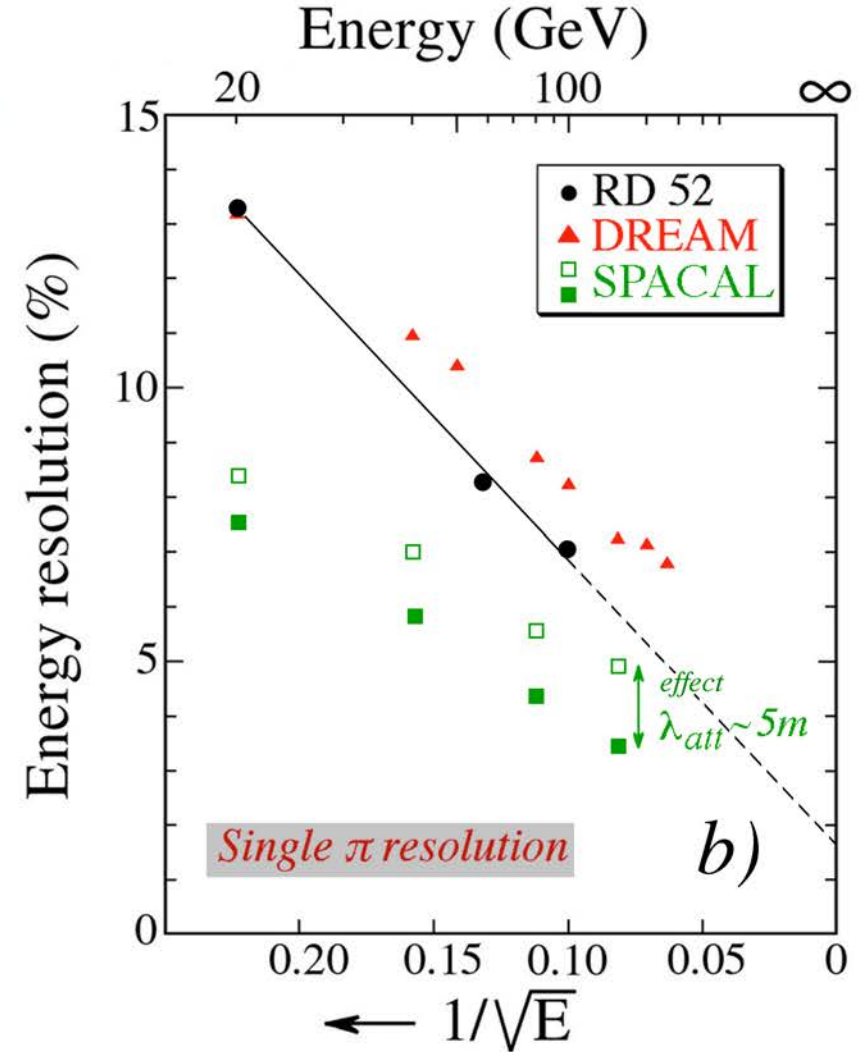 Energy (GeV)
20 100 ∞
15
RD 52
DREAM
SPACAL
10
5
effect
λatt ~ 5m
Single π resolution
b)
0
0.20 0.15 0.10 0.05 0
← 1/√E
Energy resolution (%)